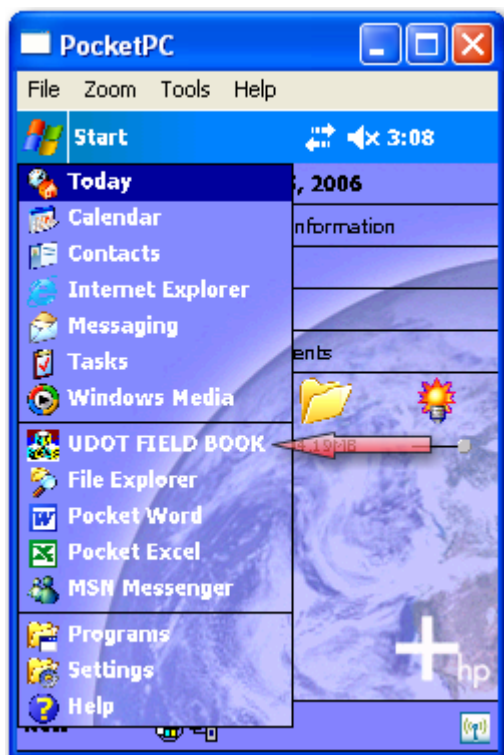 PocketPC
File Zoom Tools Help
Start 3:08
Today
, 2006
Calendar
nformation
Contacts
Internet Explorer
Messaging
ents
Tasks
Windows Media
UDOT FIELD BOOK
File Explorer
Pocket Word
Pocket Excel
MSN Messenger
Programs
Settings
hp
Help